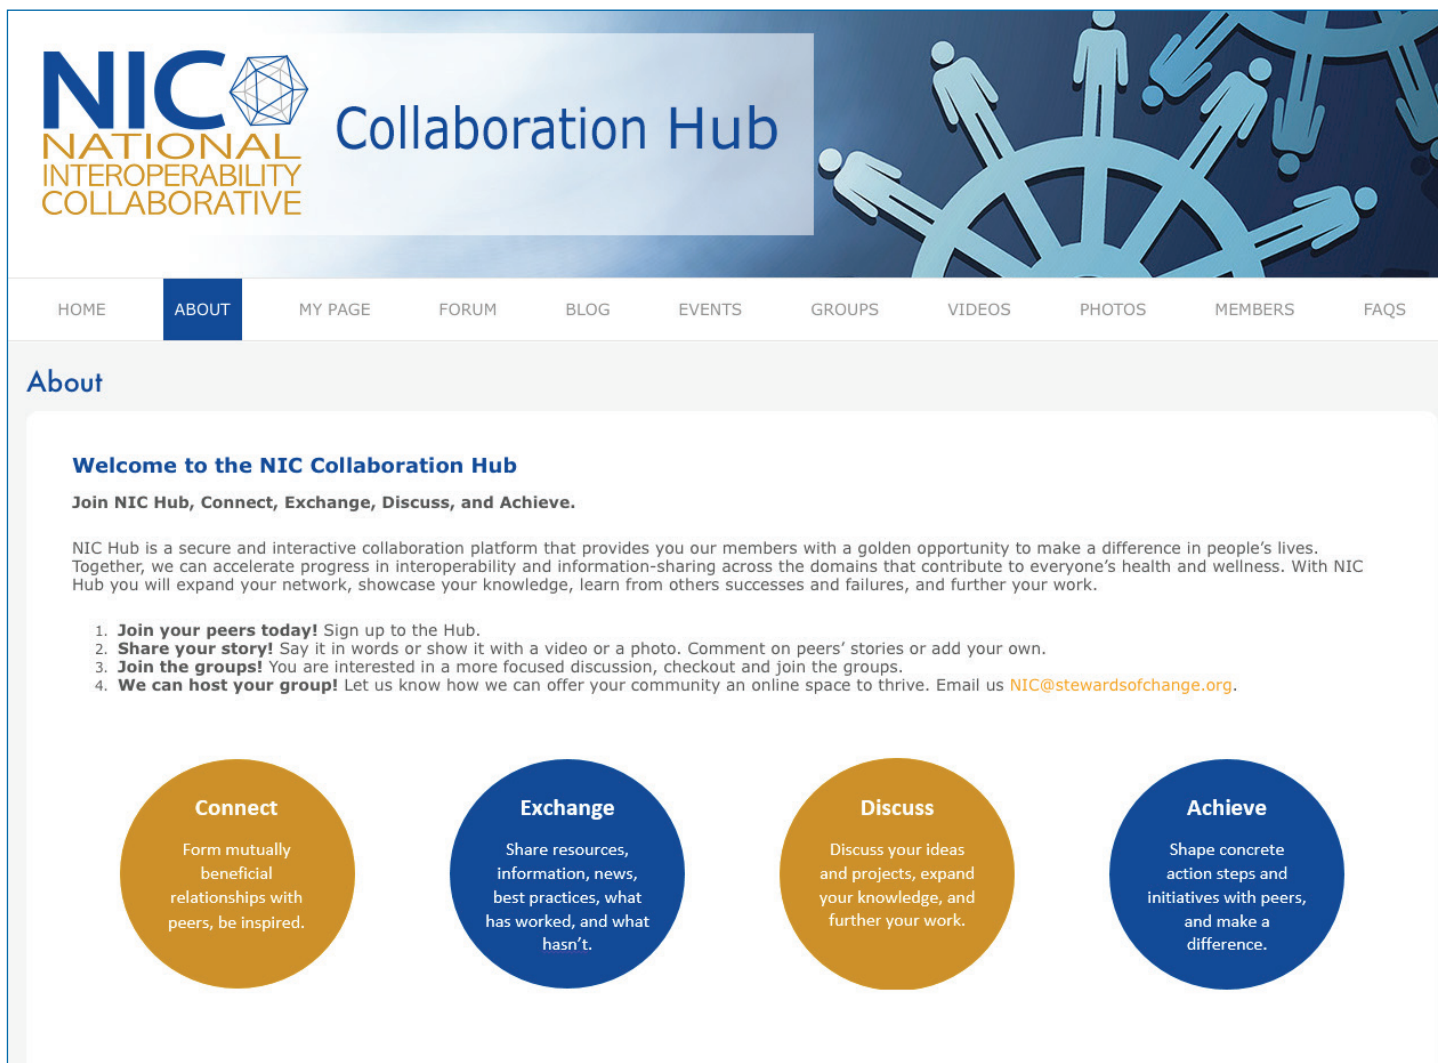 NIC
NATIONAL
INTEROPERABILITY
COLLABORATIVE
Collaboration Hub
HOME ABOUT MY PAGE FORUM BLOG EVENTS GROUPS VIDEOS PHOTOS MEMBERS FAQS
About
Welcome to the NIC Collaboration Hub
Join NIC Hub, Connect, Exchange, Discuss, and Achieve.
NIC Hub is a secure and interactive collaboration platform that provides you our members with a golden opportunity to make a difference in people's lives.
Together, we can accelerate progress in interoperability and information-sharing across the domains that contribute to everyone's health and wellness. With NIC
Hub you will expand your network, showcase your knowledge, learn from others successes and failures, and further your work.
1. Join your peers today! Sign up to the Hub.
2. Share your story! Say it in words or show it with a video or a photo. Comment on peers' stories or add your own.
3. Join the groups! You are interested in a more focused discussion, checkout and join the groups.
4. We can host your group! Let us know how we can offer your community an online space to thrive. Email us NIC@stewardsofchange.org.
Connect
Form mutually
beneficial
relationships with
peers, be inspired.
Exchange
Share resources,
information, news,
best practices, what
has worked, and what
hasn't.
Discuss
Discuss your ideas
and projects, expand
your knowledge, and
further your work.
Achieve
Shape concrete
action steps and
initiatives with peers,
and make a
difference.